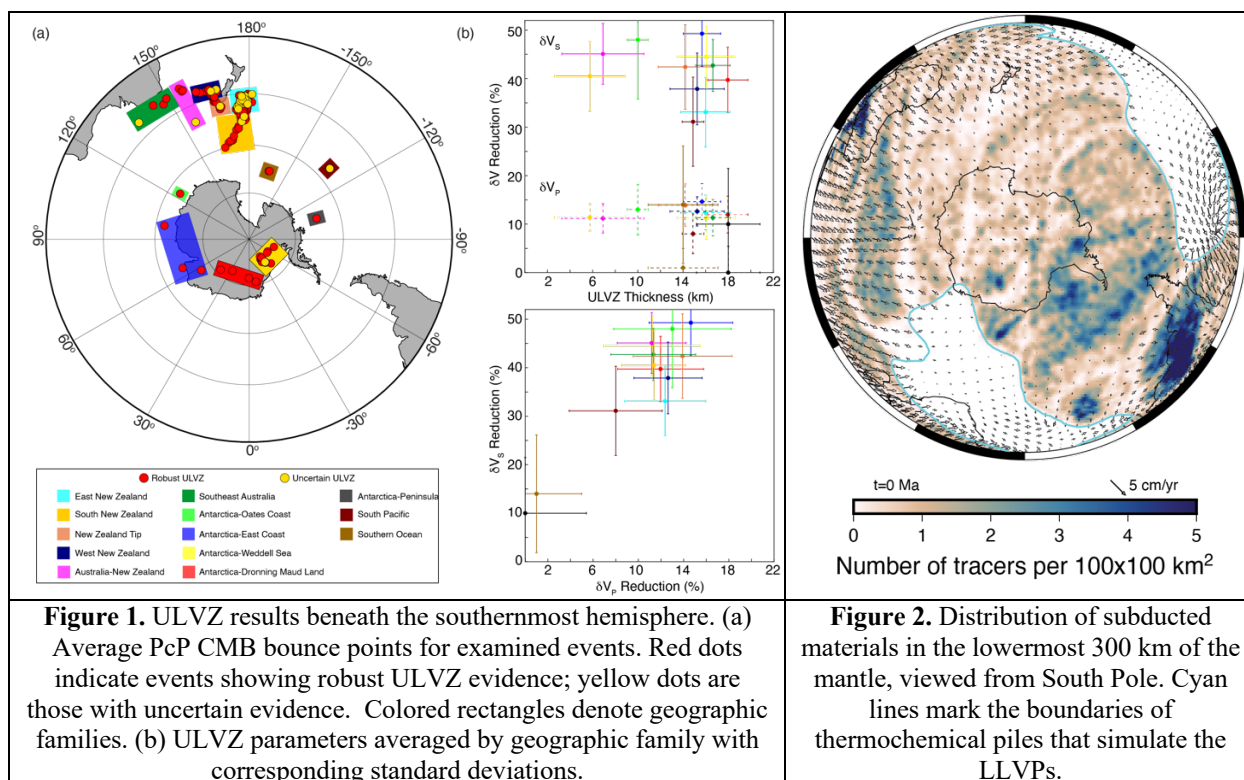 (a)
180°
150°
-150°
120°
-120°
90°
-90°
60°
-60°
30°
-30°
0°
Robust ULVZ
Uncertain ULVZ
East New Zealand
Southeast Australia
Antarctica-Peninsula
South New Zealand
Antarctica-Oates Coast
South Pacific
New Zealand Tip
Antarctica-East Coast
Southern Ocean
West New Zealand
Antarctica-Weddell Sea
Australia-New Zealand
Antarctica-Dronning Maud Land
(b)
50
40
30
20
10
0
δV Reduction (%)
δVS
δVP
2 6 10 14 18 22
ULVZ Thickness (km)
50
40
30
20
10
0
δVS Reduction (%)
2 6 10 14 18 22
δVP Reduction (%)
t=0 Ma
5 cm/yr
0 1 2 3 4 5
Number of tracers per 100x100 km²
Figure 1. ULVZ results beneath the southernmost hemisphere. (a)
Average PcP CMB bounce points for examined events. Red dots
indicate events showing robust ULVZ evidence; yellow dots are
those with uncertain evidence. Colored rectangles denote geographic
families. (b) ULVZ parameters averaged by geographic family with
corresponding standard deviations.
Figure 2. Distribution of subducted
materials in the lowermost 300 km of the
mantle, viewed from South Pole. Cyan
lines mark the boundaries of
thermochemical piles that simulate the
LLVPs.